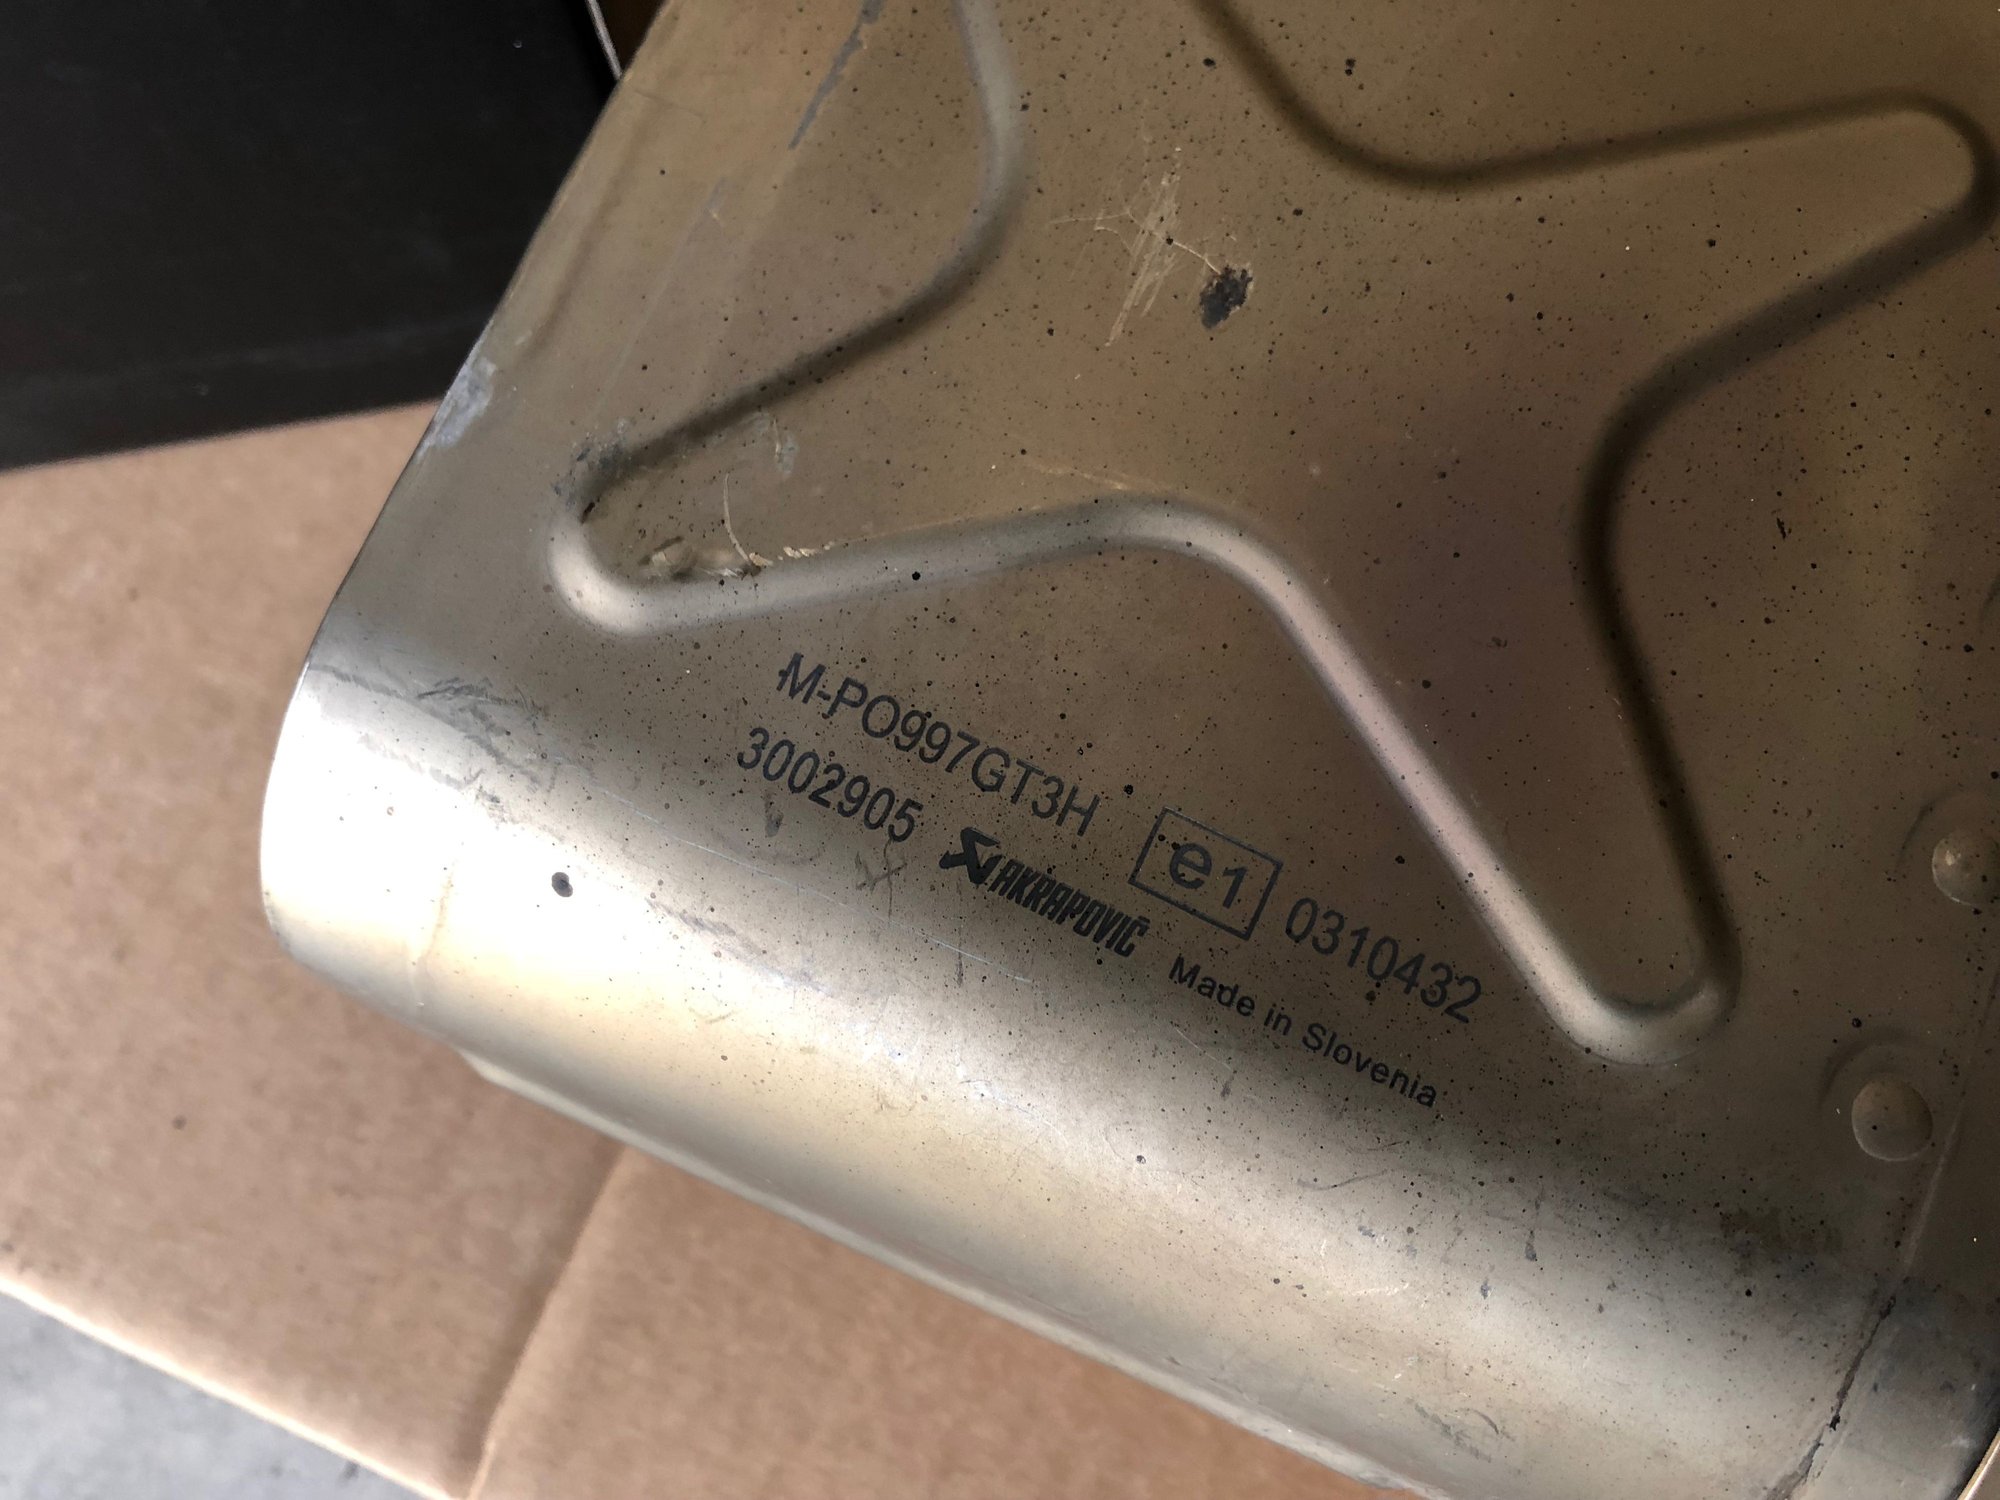 M-PO997GT3H e1 0310432
3002905 AKRAPOVIČ Made in Slovenia